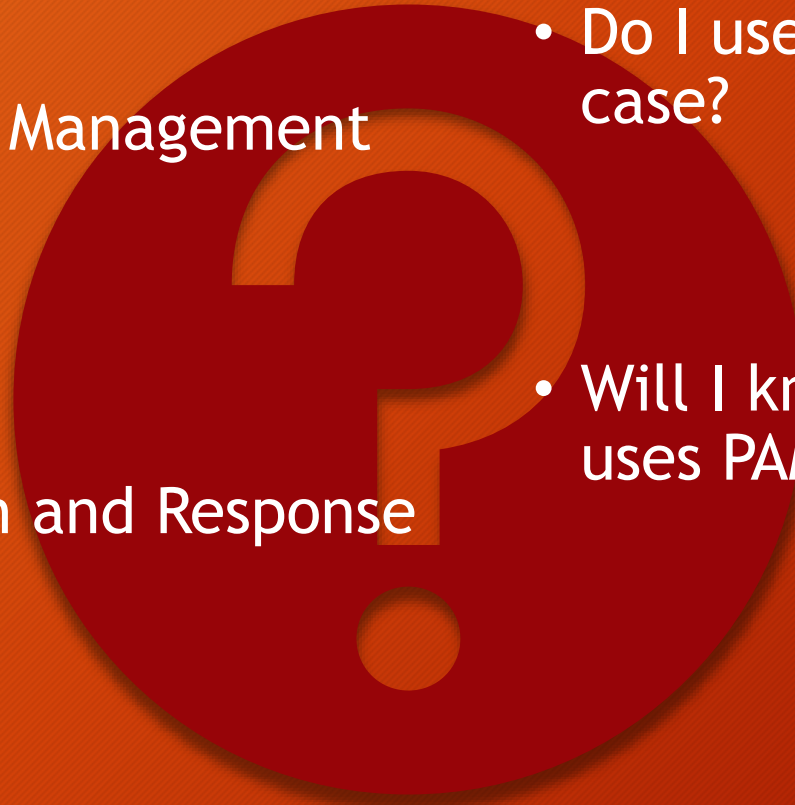 Management
and Response
• Do I use
case?
• Will I
uses